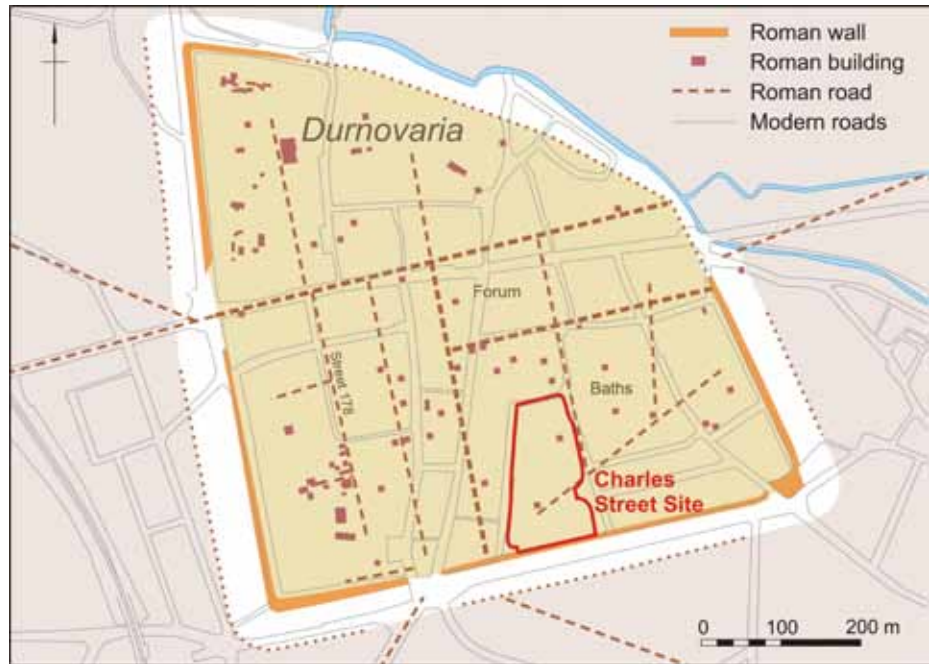 Roman wall
Roman building
Roman road
Modern roads
Durnovaria
Forum
Street 178
Baths
Charles
Street Site
0 100 200 m